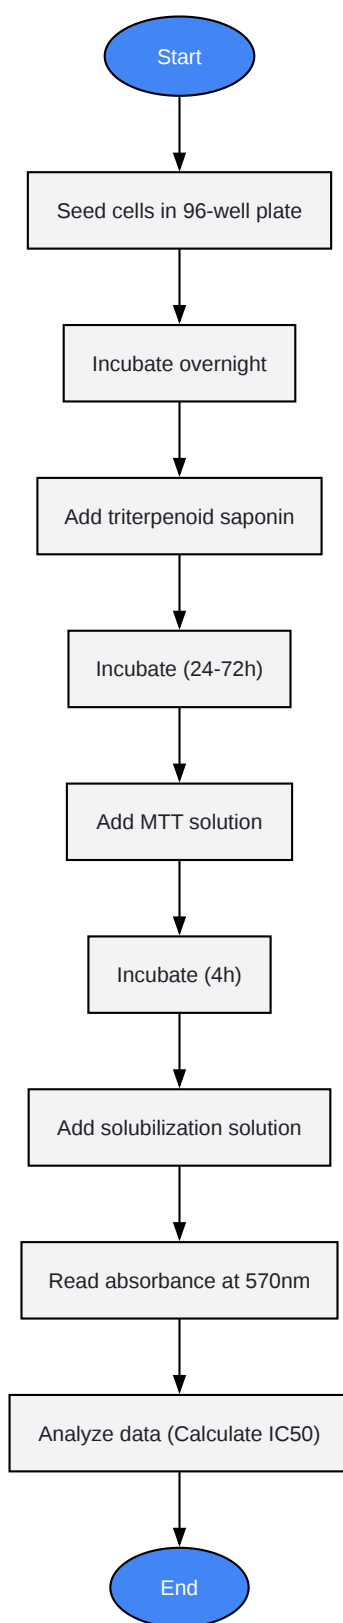 Start
Seed cells in 96-well plate
Incubate overnight
Add triterpenoid saponin
Incubate (24-72h)
Add MTT solution
Incubate (4h)
Add solubilization solution
Read absorbance at 570nm
Analyze data (Calculate IC50)
End